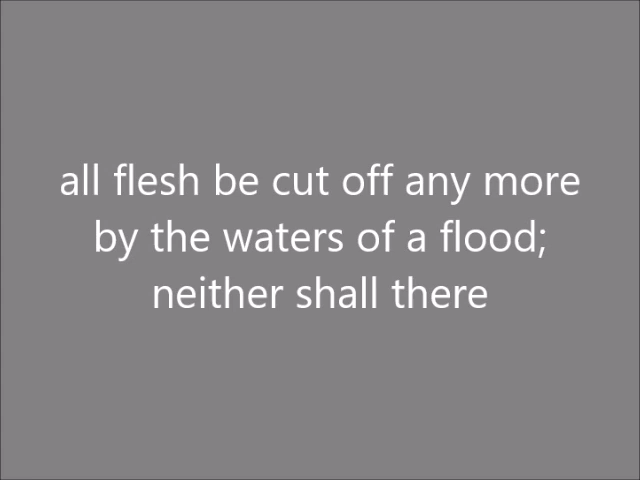 all flesh be cut off any more
by the waters of a flood;
neither shall there